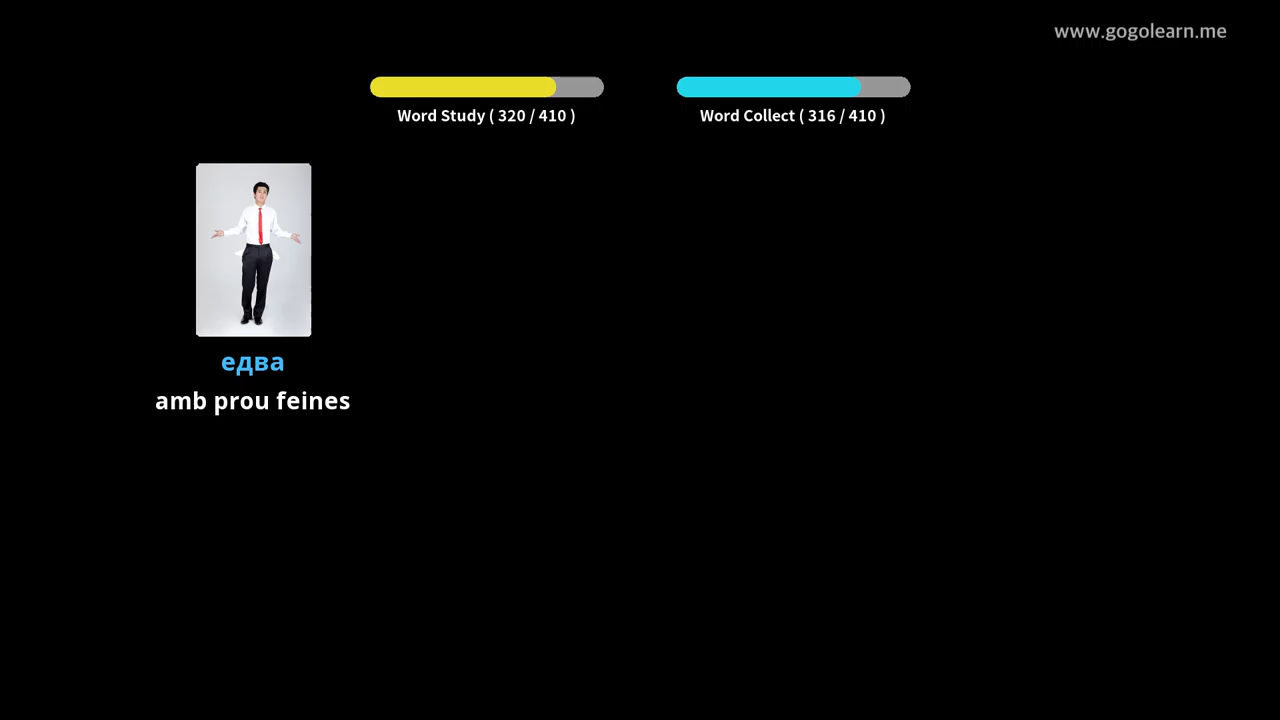 www.gogolearn.me
Word Study ( 320 / 410 )
Word Collect ( 316 / 410 )
едва
amb prou feines